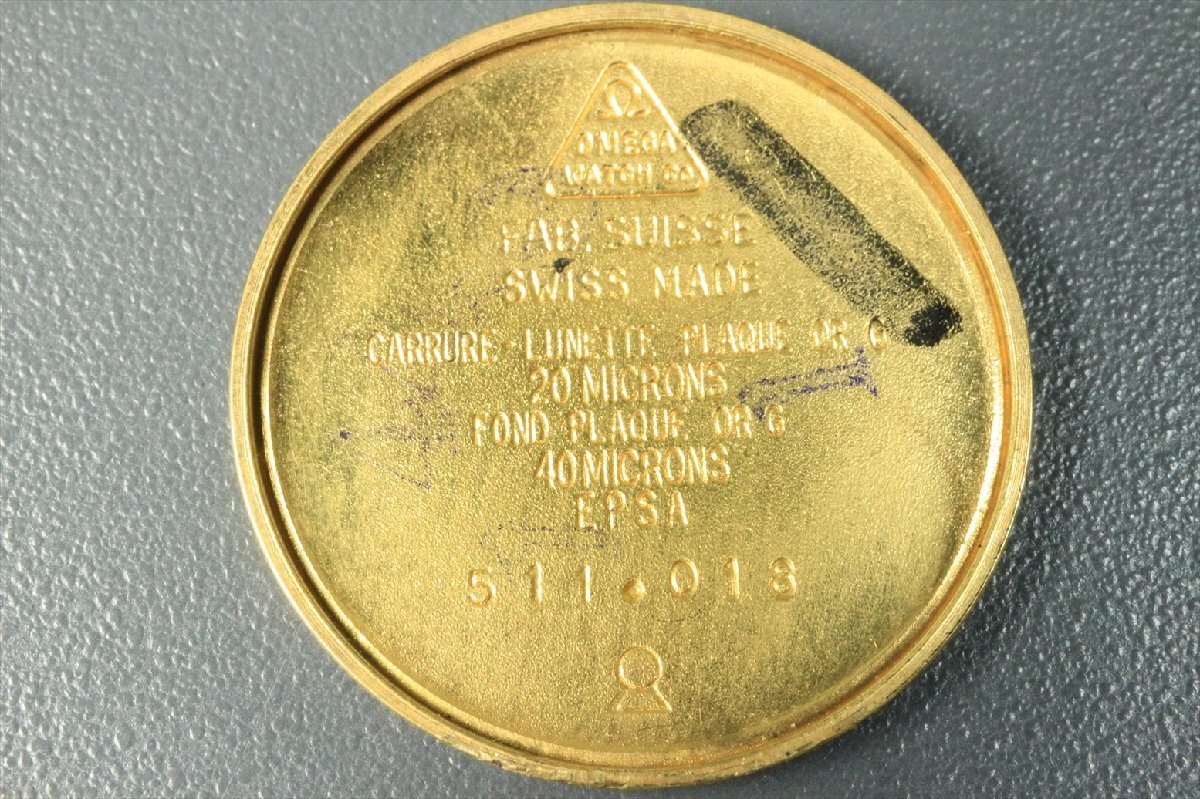 Ω
OMEGA
WATCH CO
FAB. SUISSE
SWISS MADE
CARRURE-LUNETTE PLAQUE OR G
20 MICRONS
FOND PLAQUE OR G
40 MICRONS
EPSA
511.018